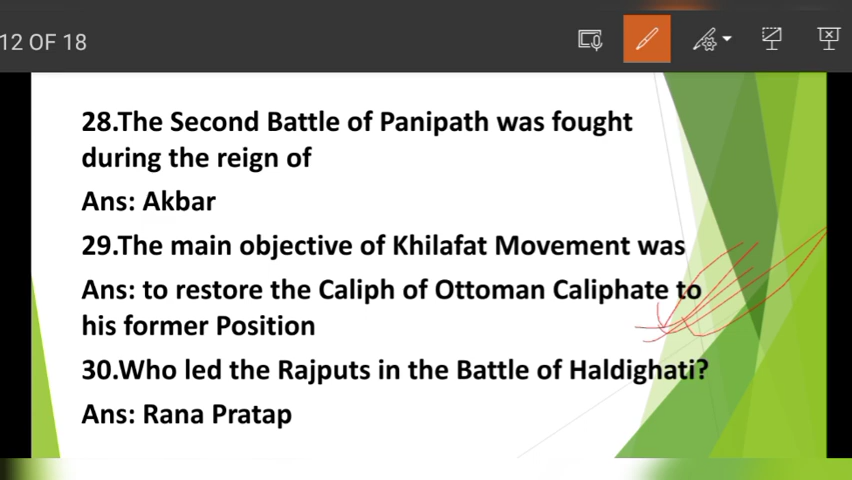 12 OF 18
28.The Second Battle of Panipath was fought
during the reign of
Ans: Akbar
29.The main objective of Khilafat Movement was
Ans: to restore the Caliph of Ottoman Caliphate to
his former Position
30.Who led the Rajputs in the Battle of Haldighati?
Ans: Rana Pratap